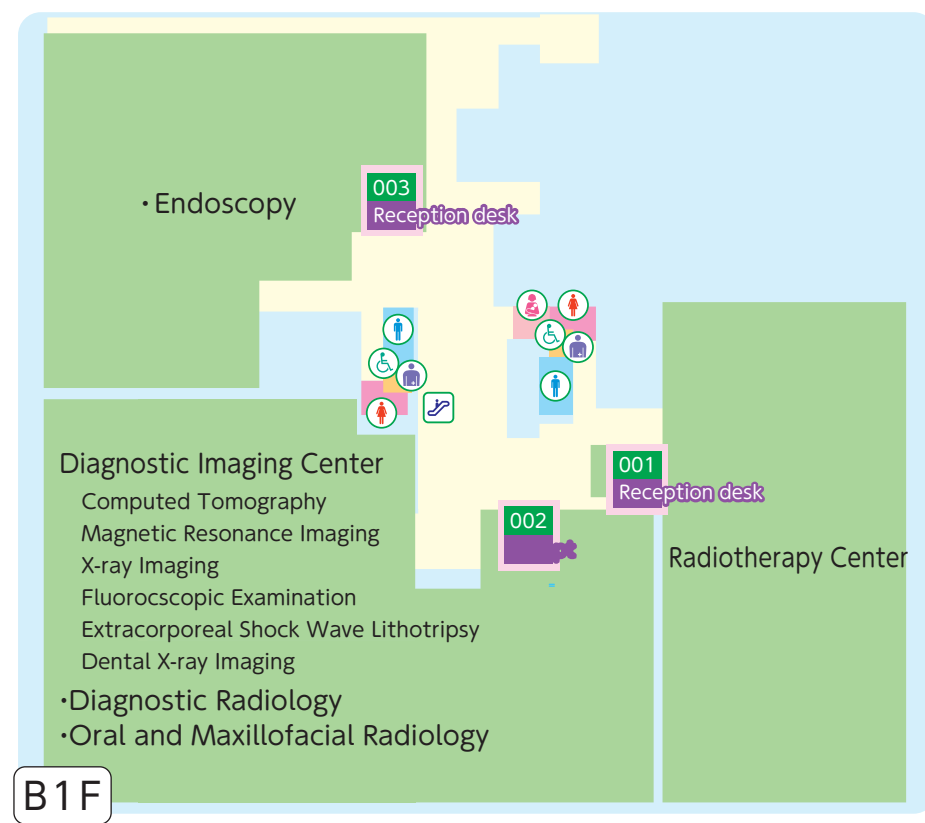 003
Reception desk
・Endoscopy
001
Reception desk
002
Diagnostic Imaging Center
Computed Tomography
Magnetic Resonance Imaging
X-ray Imaging
Fluorocscopic Examination
Extracorporeal Shock Wave Lithotripsy
Dental X-ray Imaging
・Diagnostic Radiology
・Oral and Maxillofacial Radiology
Radiotherapy Center
B1F